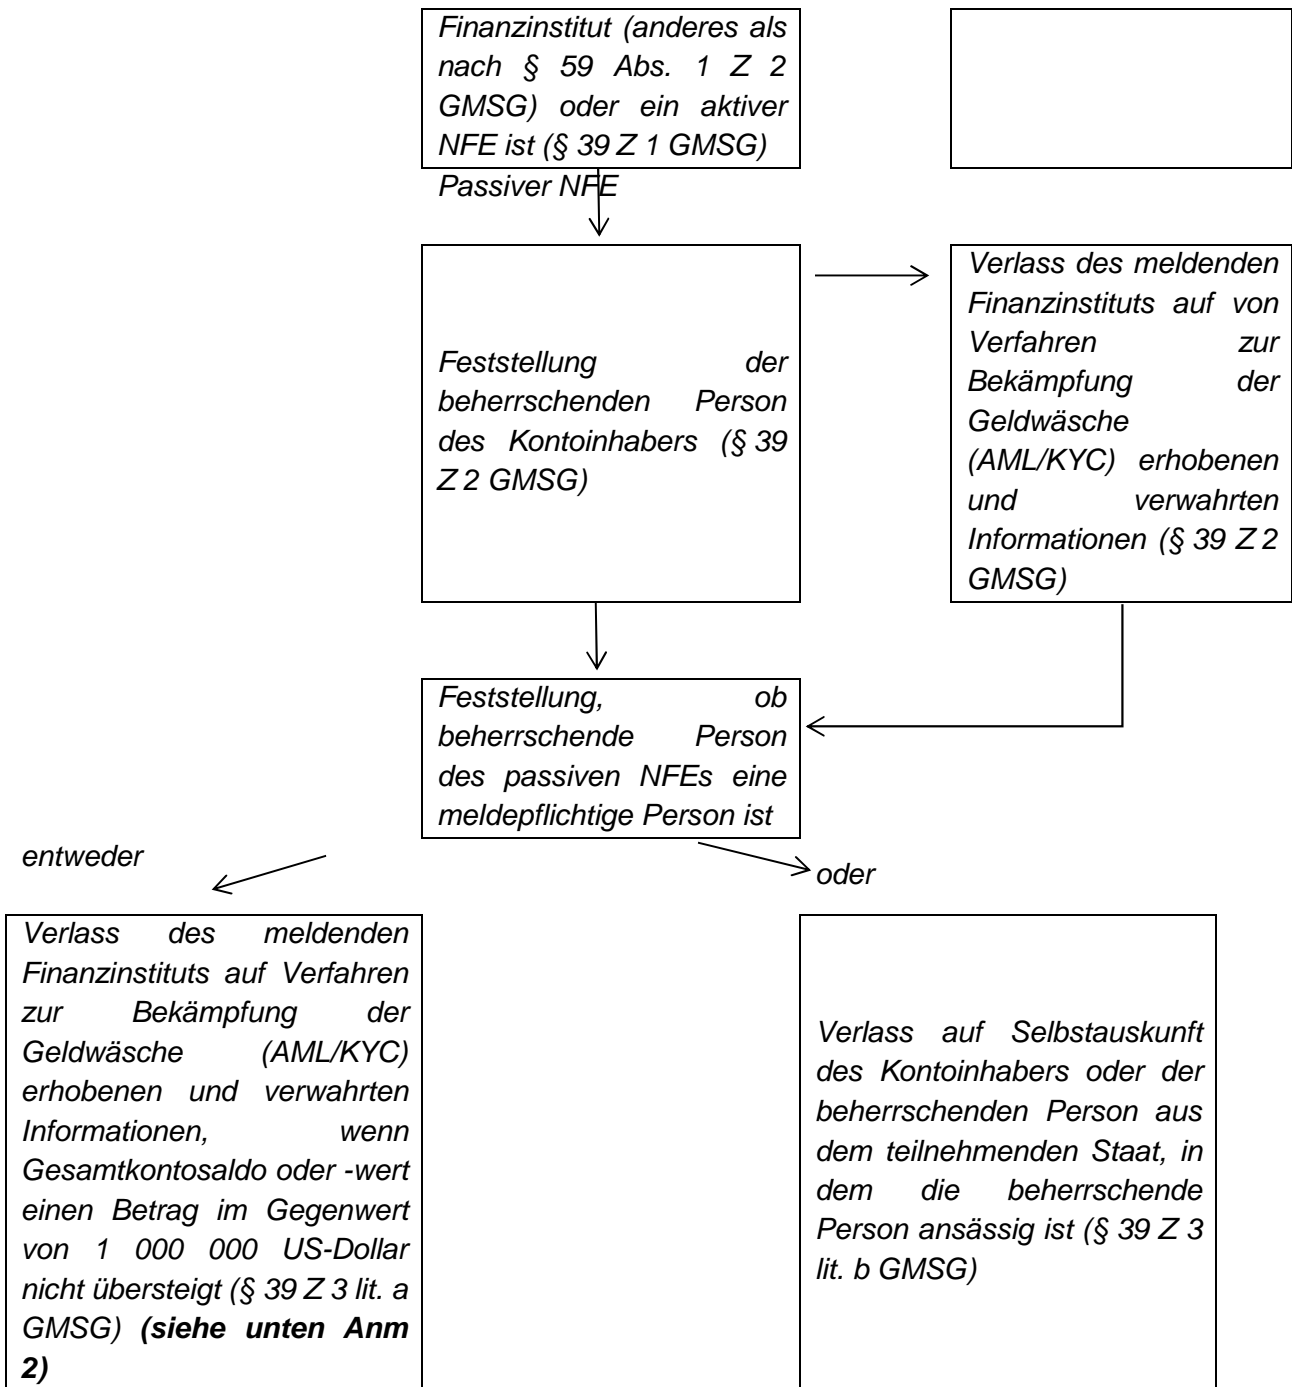 Finanzinstitut (anderes als
nach § 59 Abs. 1 Z 2
GMSG) oder ein aktiver
NFE ist (§ 39 Z 1 GMSG)
Passiver NFE
Feststellung der
beherrschenden Person
des Kontoinhabers (§ 39
Z 2 GMSG)
Verlass des meldenden
Finanzinstituts auf von
Verfahren zur
Bekämpfung der
Geldwäsche
(AML/KYC) erhobenen
und verwahrten
Informationen (§ 39 Z 2
GMSG)
Feststellung, ob
beherrschende Person
des passiven NFEs eine
meldepflichtige Person ist
entweder
oder
Verlass des meldenden
Finanzinstituts auf Verfahren
zur Bekämpfung der
Geldwäsche (AML/KYC)
erhobenen und verwahrten
Informationen, wenn
Gesamtkontosaldo oder -wert
einen Betrag im Gegenwert
von 1 000 000 US-Dollar
nicht übersteigt (§ 39 Z 3 lit. a
GMSG) (siehe unten Anm
2)
Verlass auf Selbstauskunft
des Kontoinhabers oder der
beherrschenden Person aus
dem teilnehmenden Staat, in
dem die beherrschende
Person ansässig ist (§ 39 Z 3
lit. b GMSG)